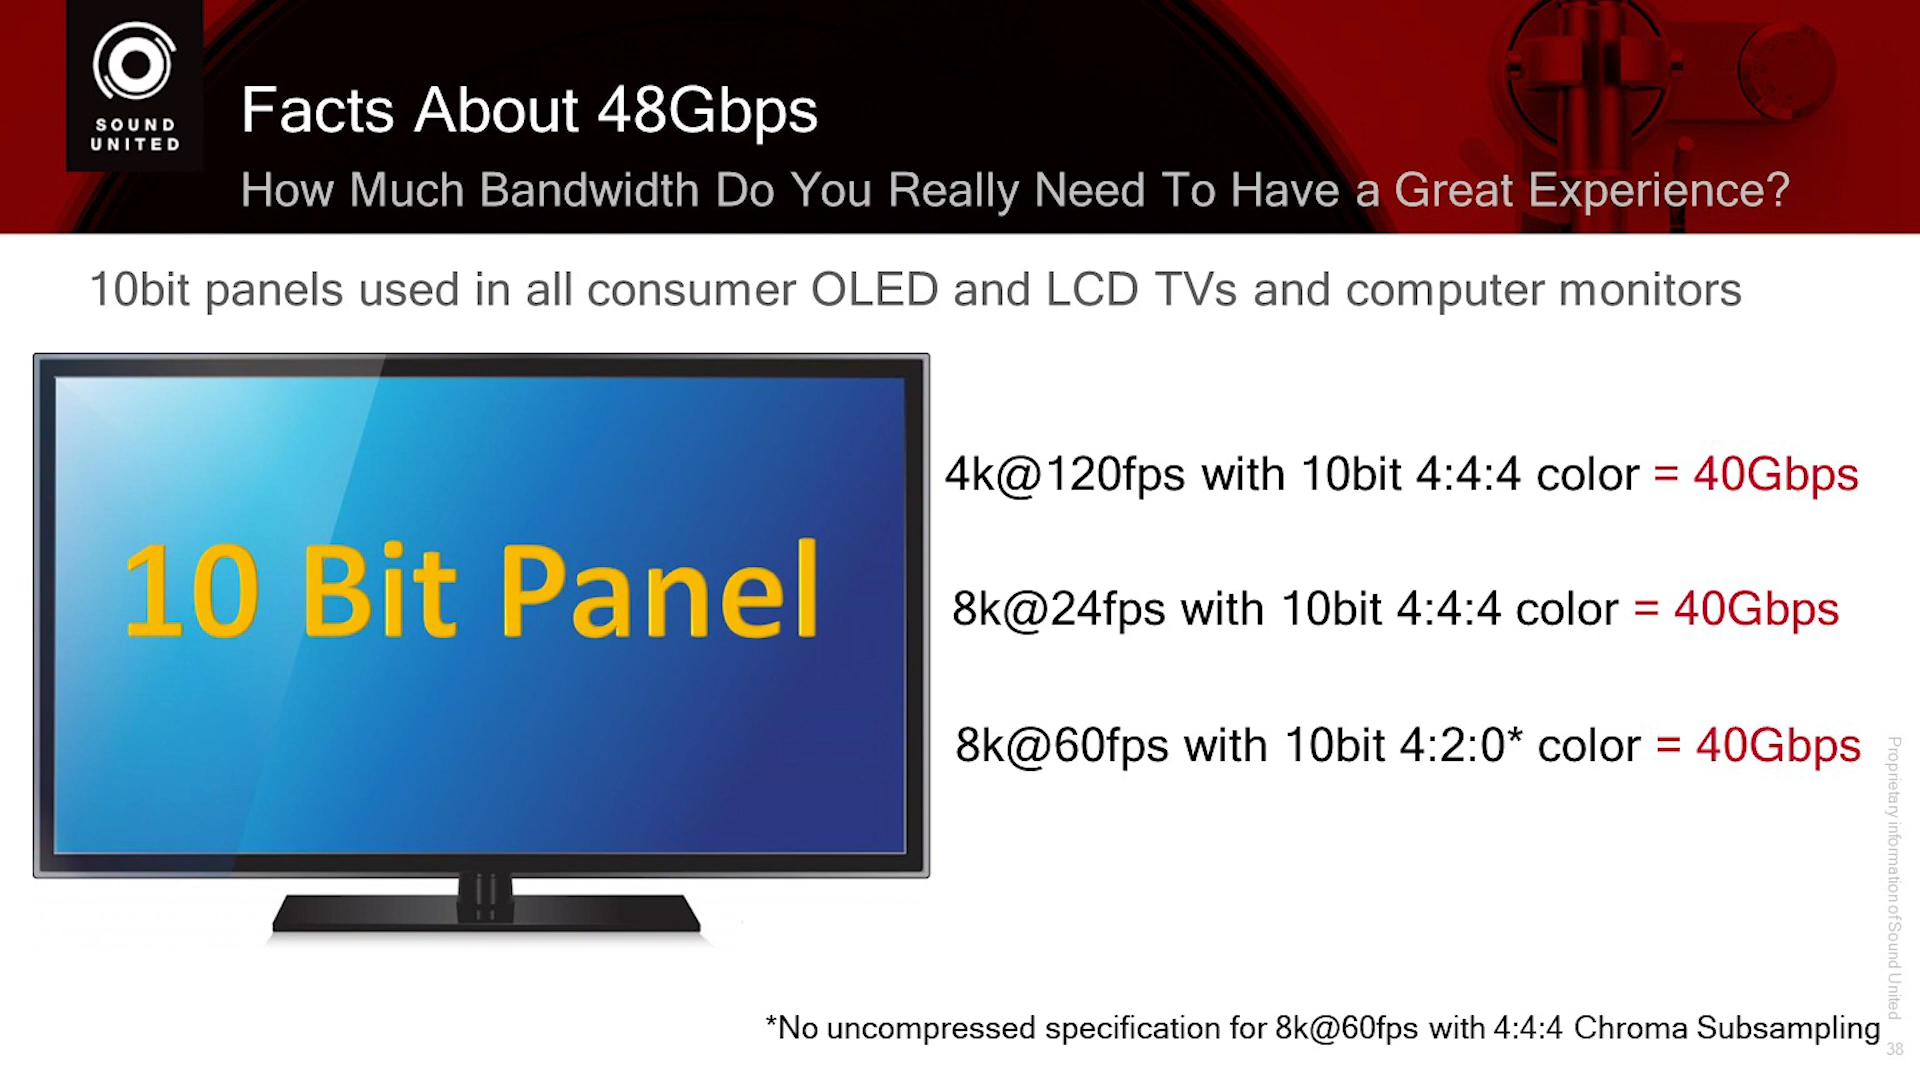 SOUND
UNITED
Facts About 48Gbps
How Much Bandwidth Do You Really Need To Have a Great Experience?
10bit panels used in all consumer OLED and LCD TVs and computer monitors
10 Bit Panel
4k@120fps with 10bit 4:4:4 color = 40Gbps
8k@24fps with 10bit 4:4:4 color = 40Gbps
8k@60fps with 10bit 4:2:0* color = 40Gbps
*No uncompressed specification for 8k@60fps with 4:4:4 Chroma Subsampling
Proprietary information of Sound United
38